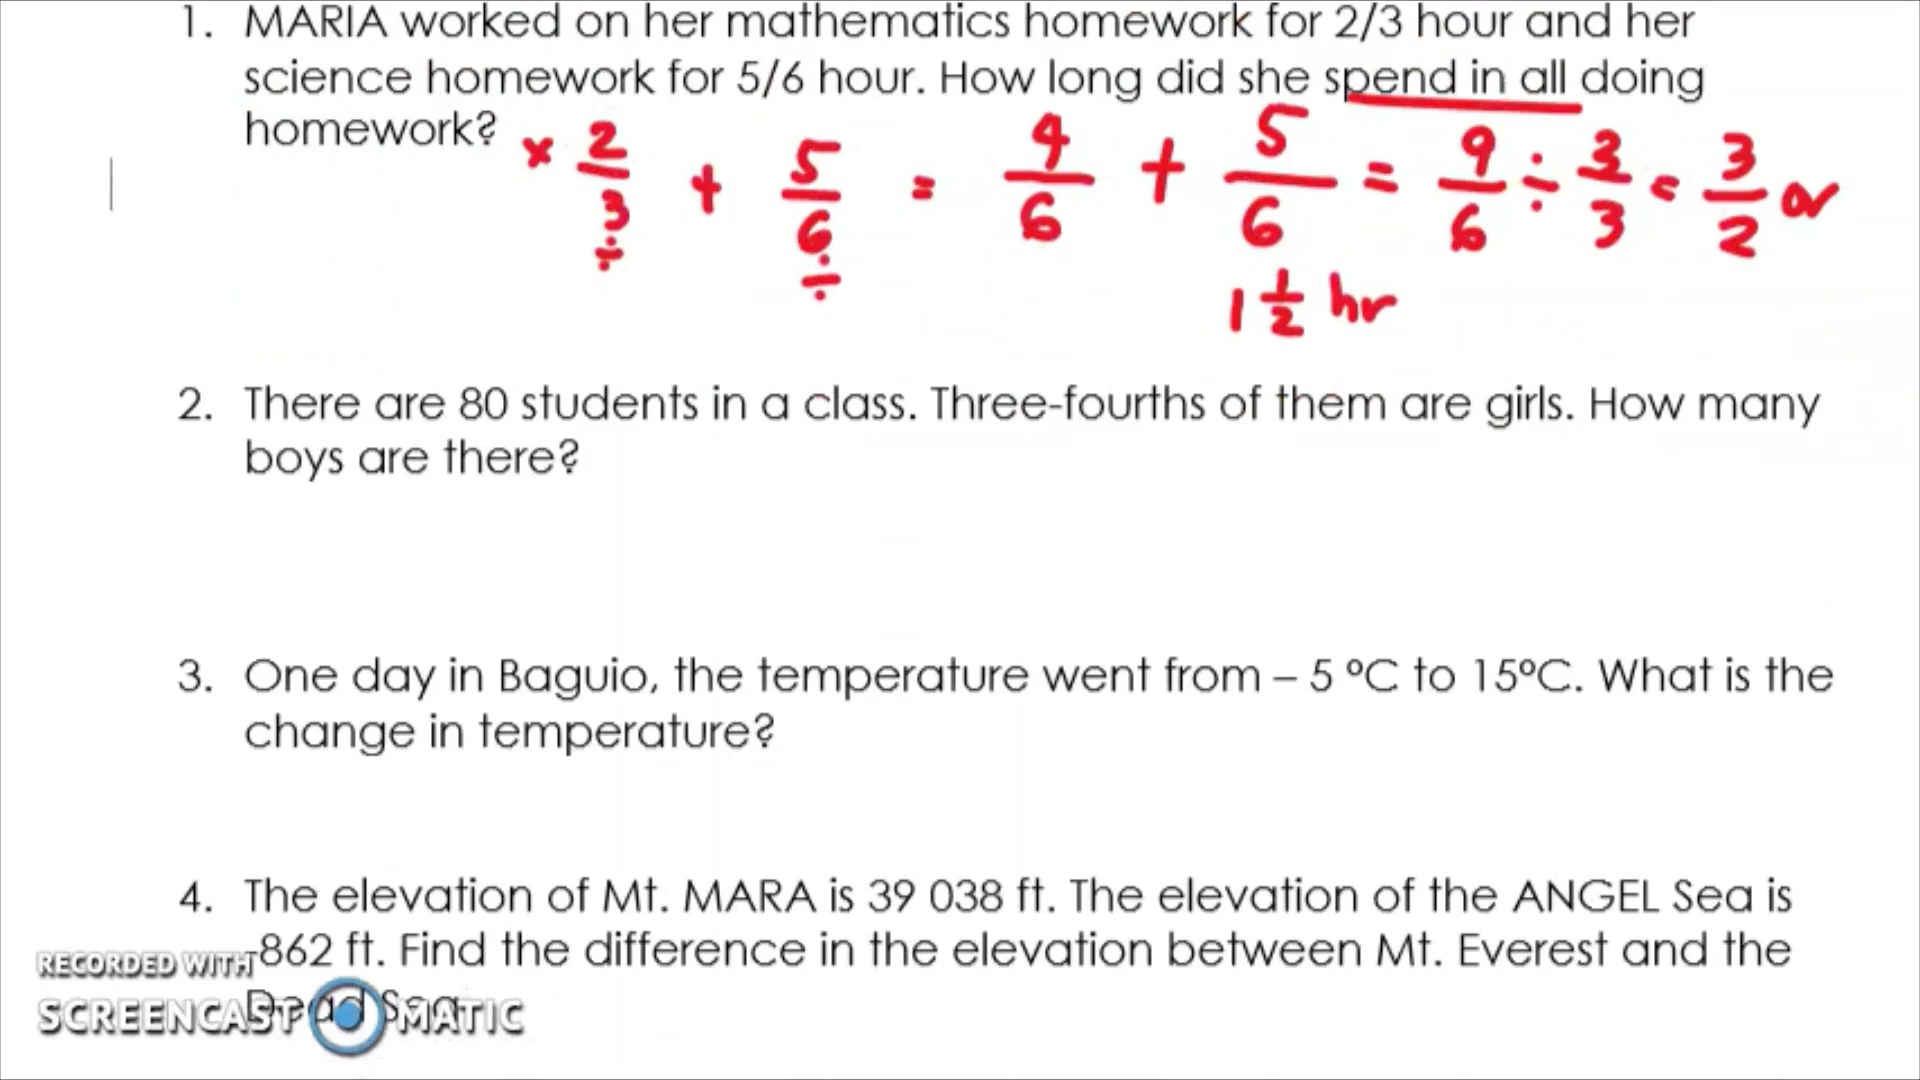 1. MARIA worked on her mathematics homework for 2/3 hour and her
science homework for 5/6 hour. How long did she spend in all doing
homework?
× 2/3 ÷ + 5/6 ÷ = 4/6 + 5/6 = 9/6 ÷ 3/3 = 3/2 or
1 1/2 hr
2. There are 80 students in a class. Three-fourths of them are girls. How many
boys are there?
3. One day in Baguio, the temperature went from – 5 ºC to 15ºC. What is the
change in temperature?
4. The elevation of Mt. MARA is 39 038 ft. The elevation of the ANGEL Sea is
-862 ft. Find the difference in the elevation between Mt. Everest and the
Dead Sea.
RECORDED WITH
SCREENCAST MATIC